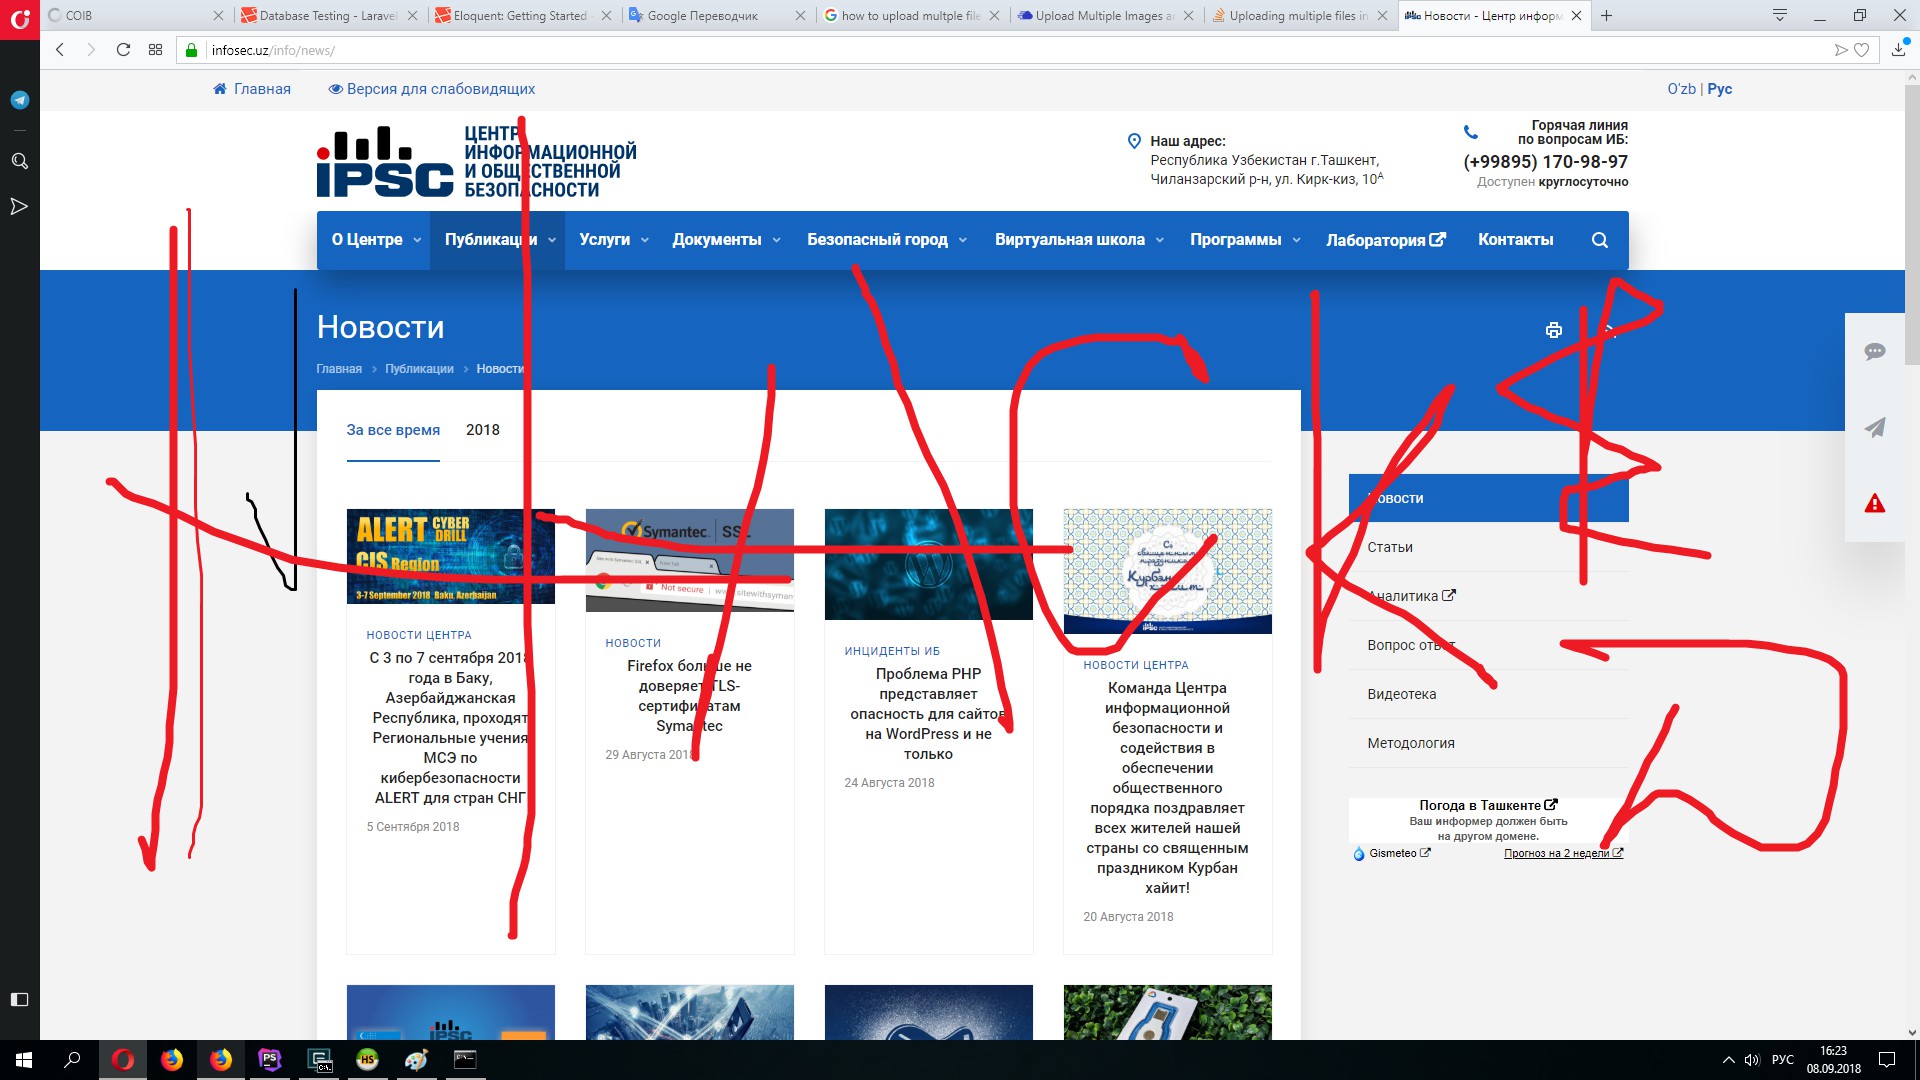 COIB
Database Testing - Laravel
Eloquent: Getting Started -
Google Переводчик
how to upload multple file
Upload Multiple Images a
Uploading multiple files in
Новости - Центр информ
infosec.uz/info/news/
Главная
Версия для слабовидящих
O'zb | Рус
IPSC
ЦЕНТР
ИНФОРМАЦИОННОЙ
И ОБЩЕСТВЕННОЙ
БЕЗОПАСНОСТИ
Наш адрес:
Республика Узбекистан г.Ташкент,
Чиланзарский р-н, ул. Кирк-киз, 10А
Горячая линия
по вопросам ИБ:
(+99895) 170-98-97
Доступен круглосуточно
О Центре
Публикации
Услуги
Документы
Безопасный город
Виртуальная школа
Программы
Лаборатория
Контакты
Новости
Главная > Публикации > Новости
За все время
2018
ALERT CYBER DRILL
CIS Region
3-7 September 2018 Baku, Azerbaijan
НОВОСТИ ЦЕНТРА
С 3 по 7 сентября 2018
года в Баку,
Азербайджанская
Республика, проходят
Региональные учения
МСЭ по
кибербезопасности
ALERT для стран СНГ
5 Сентября 2018
Symantec. SSL
Not secure
НОВОСТИ
Firefox больше не
доверяет TLS-
сертификатам
Symantec
29 Августа 2018
ИНЦИДЕНТЫ ИБ
Проблема PHP
представляет
опасность для сайтов
на WordPress и не
только
24 Августа 2018
Со
священным
праздником
Курбан
хайит!
НОВОСТИ ЦЕНТРА
Команда Центра
информационной
безопасности и
содействия в
обеспечении
общественного
порядка поздравляет
всех жителей нашей
страны со священным
праздником Курбан
хайит!
20 Августа 2018
IPSC
Новости
Статьи
Аналитика
Вопрос ответ
Видеотека
Методология
Погода в Ташкенте
Ваш информер должен быть
на другом домене.
Gismeteo
Прогноз на 2 недели
РУС
16:23
08.09.2018